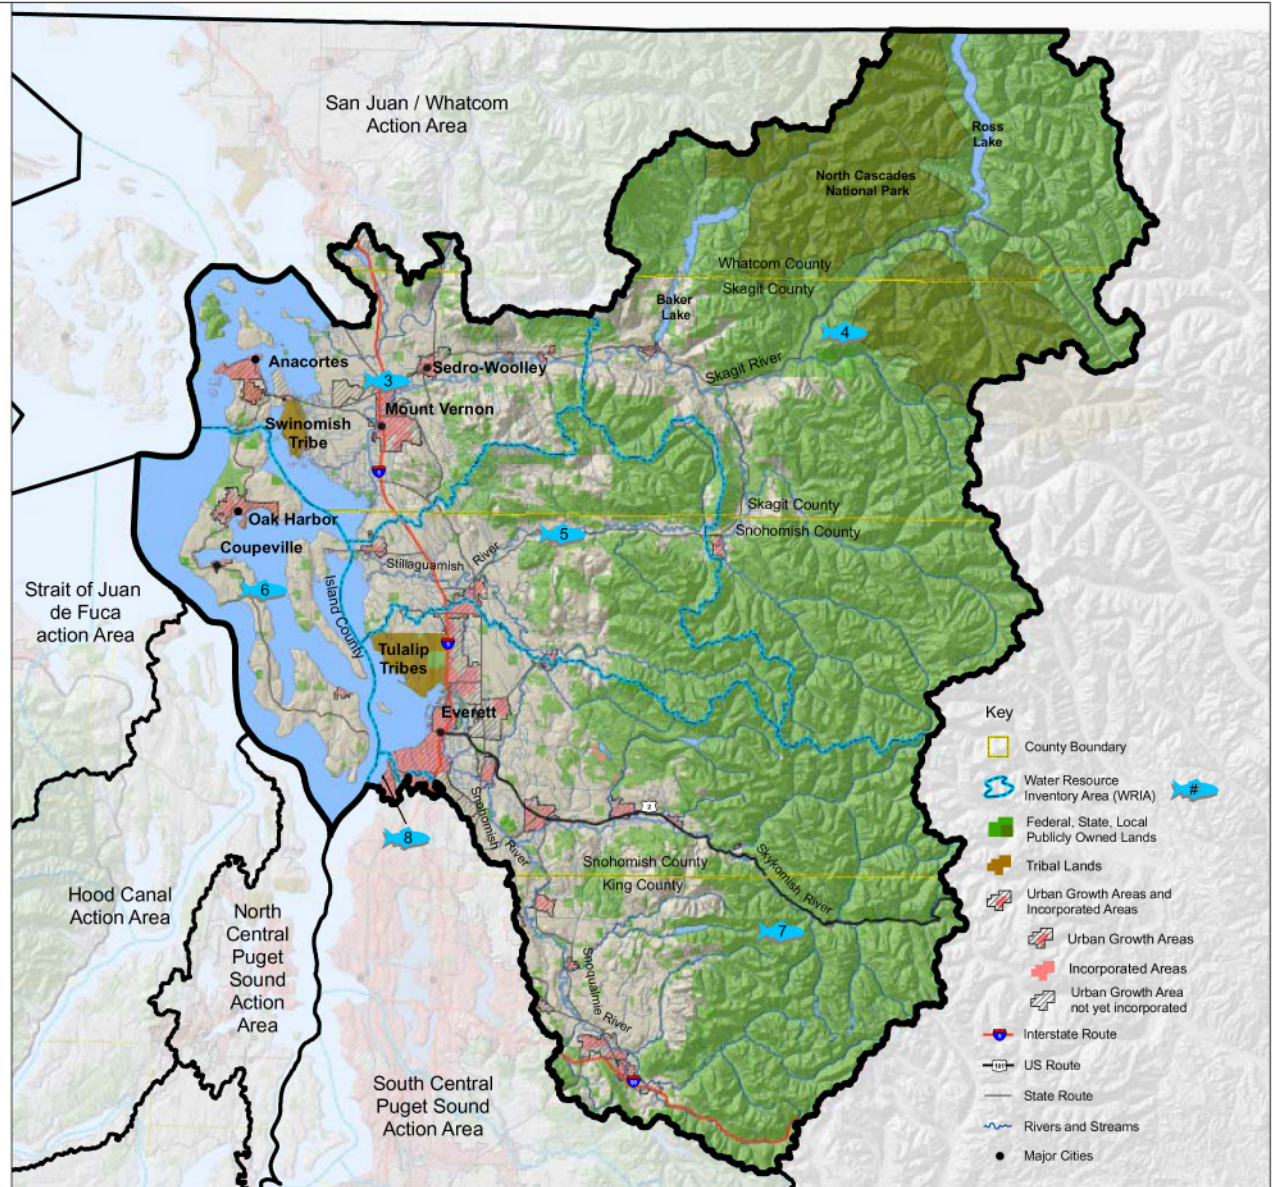 San Juan / Whatcom
Action Area
Ross
Lake
North Cascades
National Park
Whatcom County
Skagit County
Baker
Lake
4
Skagit River
Anacortes
Sedro-Woolley
3
Mount Vernon
Swinomish
Tribe
5
Skagit County
Snohomish County
Oak Harbor
5
Coupeville
Stillaguamish
River
Strait of Juan
de Fuca
action Area
6
Island County
Tulalip
Tribes
5
Everett
8
Snohomish
River
2
Snohomish County
King County
Skykomish River
7
Snoqualmie
River
90
Hood Canal
Action Area
North
Central
Puget
Sound
Action
Area
South Central
Puget Sound
Action Area
Key
County Boundary
Water Resource
Inventory Area (WRIA)
#
Federal, State, Local
Publicly Owned Lands
Tribal Lands
Urban Growth Areas and
Incorporated Areas
Urban Growth Areas
Incorporated Areas
Urban Growth Area
not yet incorporated
5
Interstate Route
101
US Route
State Route
Rivers and Streams
Major Cities